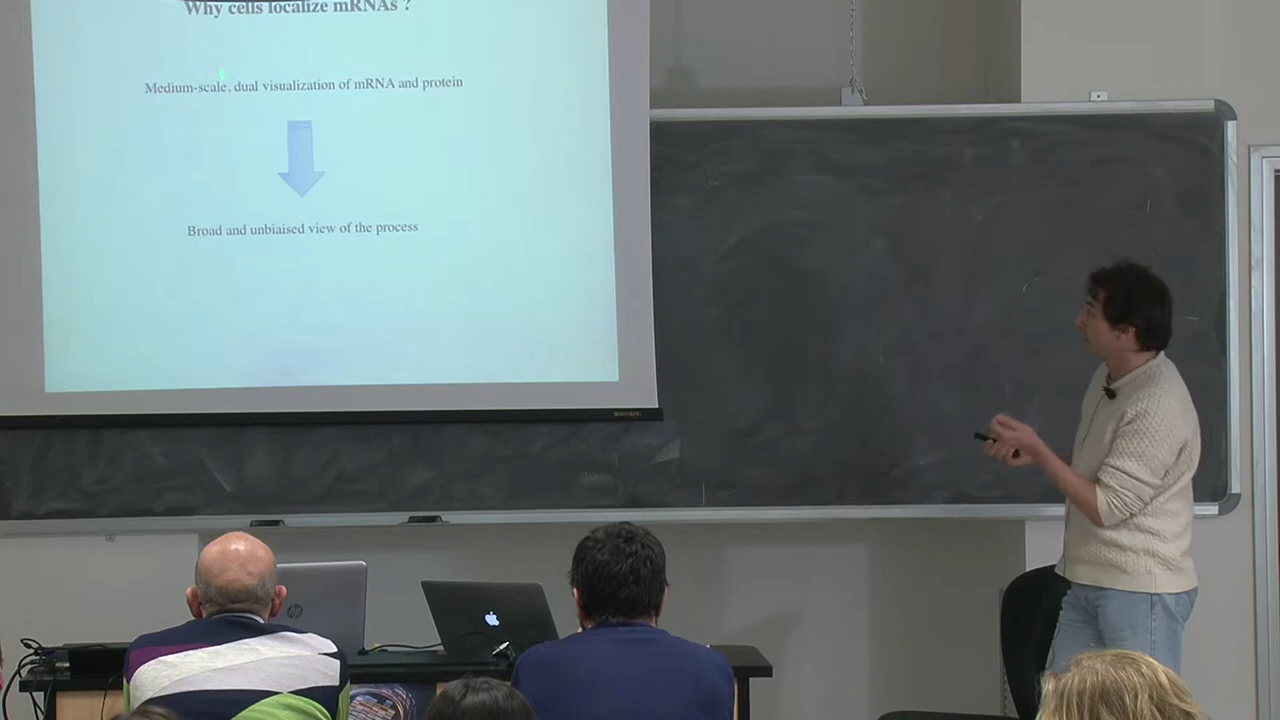 Why cells localize mRNAs ?
Medium-scale, dual visualization of mRNA and protein
Broad and unbiaised view of the process
hp